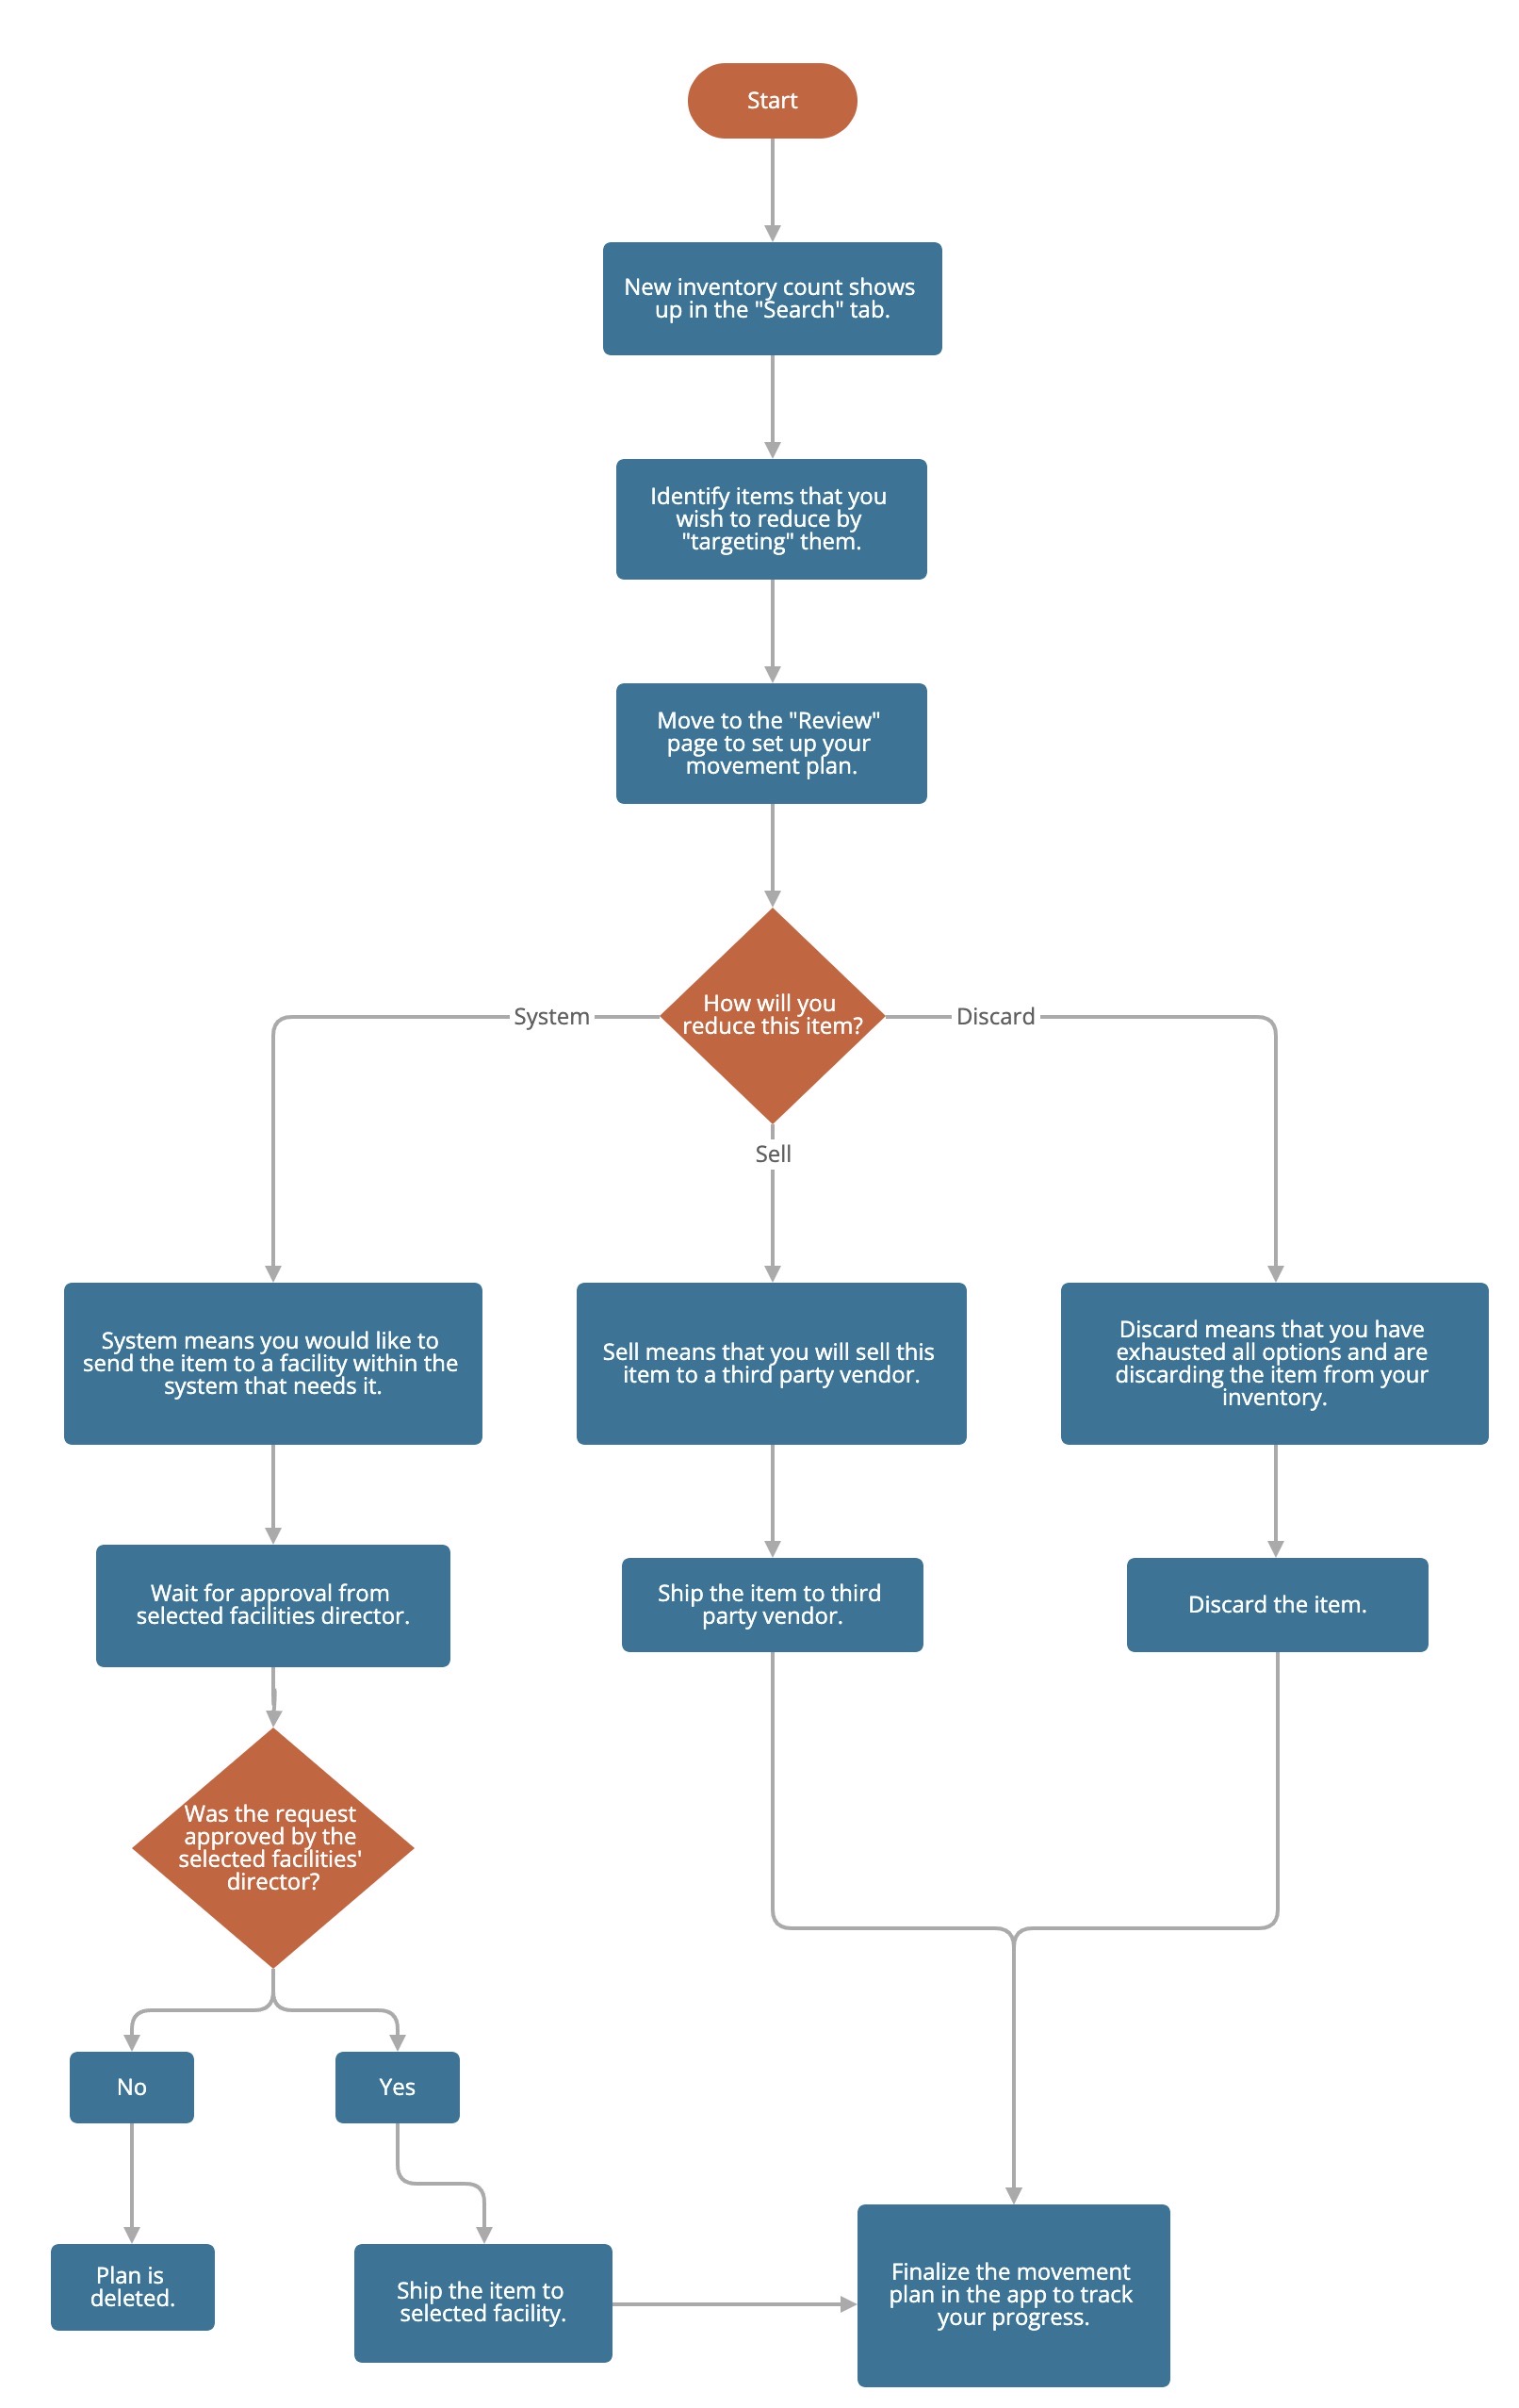 Start
New inventory count shows
up in the "Search" tab.
Identify items that you
wish to reduce by
"targeting" them.
Move to the "Review"
page to set up your
movement plan.
How will you
reduce this item?
System
Discard
Sell
System means you would like to
send the item to a facility within the
system that needs it.
Sell means that you will sell this
item to a third party vendor.
Discard means that you have
exhausted all options and are
discarding the item from your
inventory.
Wait for approval from
selected facilities director.
Ship the item to third
party vendor.
Discard the item.
Was the request
approved by the
selected facilities'
director?
No
Yes
Plan is
deleted.
Ship the item to
selected facility.
Finalize the movement
plan in the app to track
your progress.